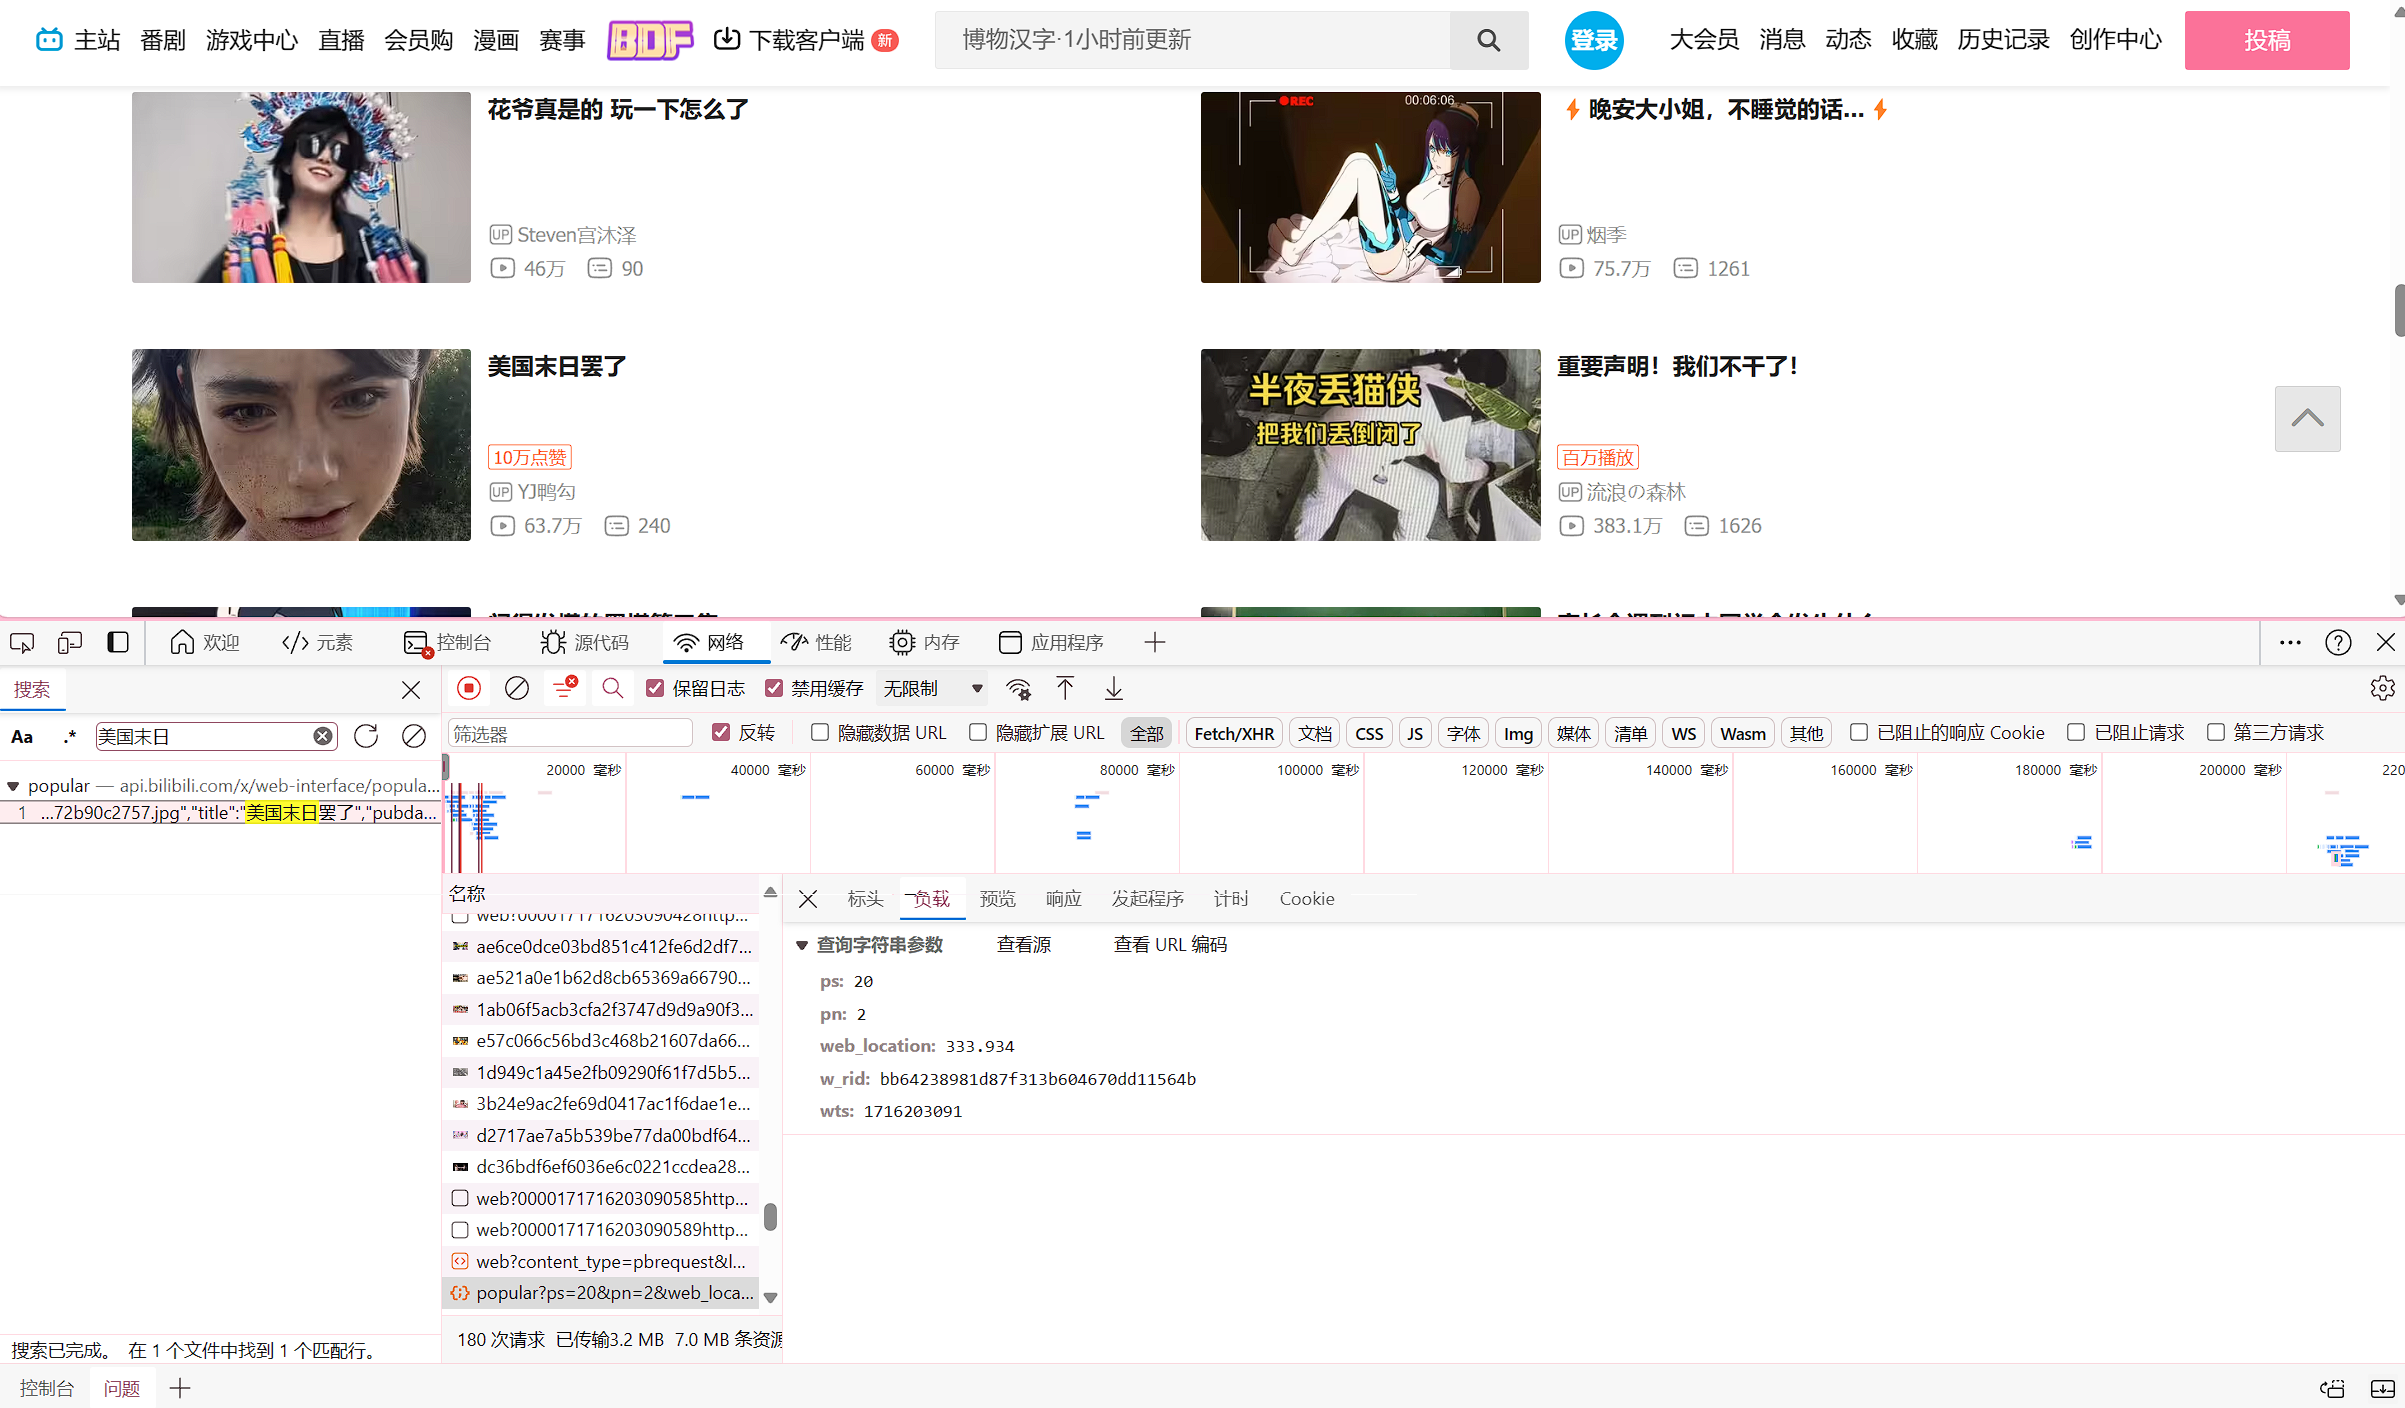 主站 番剧 游戏中心 直播 会员购 漫画 赛事 BDF 下载客户端 新 博物汉字·1小时前更新 登录 大会员 消息 动态 收藏 历史记录 创作中心 投稿
花爷真是的 玩一下怎么了
UP Steven宫沐泽
46万 90
REC 00:06:06
晚安大小姐，不睡觉的话...
UP 烟季
75.7万 1261
美国末日罢了
10万点赞
UP YJ鸭勾
63.7万 240
半夜丢猫侠
把我们丢倒闭了
重要声明！我们不干了！
百万播放
UP 流浪の森林
383.1万 1626
欢迎 元素 控制台 源代码 网络 性能 内存 应用程序
搜索
保留日志 禁用缓存 无限制
Aa .* 美国末日
筛选器 反转 隐藏数据 URL 隐藏扩展 URL 全部 Fetch/XHR 文档 CSS JS 字体 Img 媒体 清单 WS Wasm 其他 已阻止的响应 Cookie 已阻止请求 第三方请求
20000 毫秒 40000 毫秒 60000 毫秒 80000 毫秒 100000 毫秒 120000 毫秒 140000 毫秒 160000 毫秒 180000 毫秒 200000 毫秒 220
popular — api.bilibili.com/x/web-interface/popula...
1 ...72b90c2757.jpg","title":"美国末日罢了","pubda...
名称
web?0000171716203090428http...
ae6ce0dce03bd851c412fe6d2df7...
ae521a0e1b62d8cb65369a66790...
1ab06f5acb3cfa2f3747d9d9a90f3...
e57c066c56bd3c468b21607da66...
1d949c1a45e2fb09290f61f7d5b5...
3b24e9ac2fe69d0417ac1f6dae1e...
d2717ae7a5b539be77da00bdf64...
dc36bdf6ef6036e6c0221ccdea28...
web?0000171716203090585http...
web?0000171716203090589http...
web?content_type=pbrequest&l...
popular?ps=20&pn=2&web_loca...
180 次请求 已传输3.2 MB 7.0 MB 条资源
标头 负载 预览 响应 发起程序 计时 Cookie
查询字符串参数 查看源 查看 URL 编码
ps: 20
pn: 2
web_location: 333.934
w_rid: bb64238981d87f313b604670dd11564b
wts: 1716203091
搜索已完成。 在 1 个文件中找到 1 个匹配行。
控制台 问题